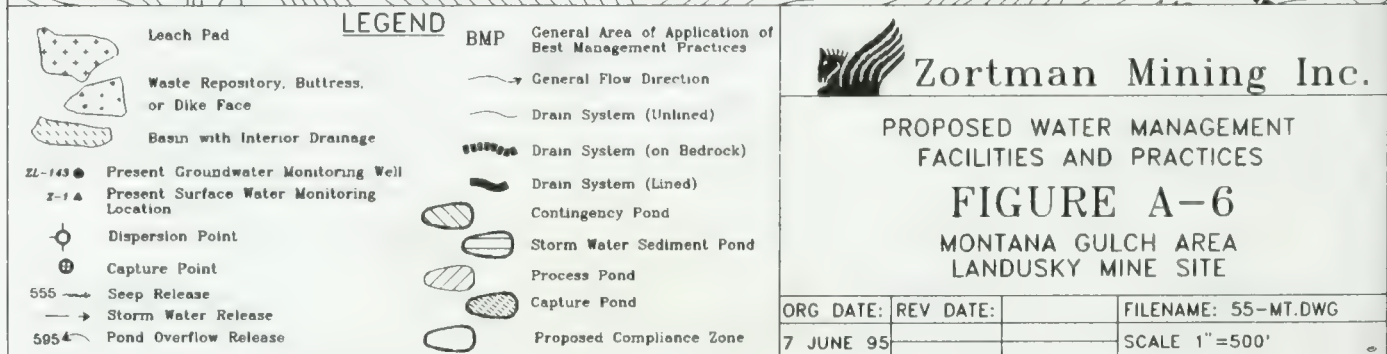 LEGEND
Leach Pad
Waste Repository, Buttress,
or Dike Face
Basin with Interior Drainage
ZL-143 Present Groundwater Monitoring Well
Z-1 Present Surface Water Monitoring
Location
Dispersion Point
Capture Point
555 Seep Release
Storm Water Release
595 Pond Overflow Release
BMP General Area of Application of
Best Management Practices
General Flow Direction
Drain System (Unlined)
Drain System (on Bedrock)
Drain System (Lined)
Contingency Pond
Storm Water Sediment Pond
Process Pond
Capture Pond
Proposed Compliance Zone
Zortman Mining Inc.
PROPOSED WATER MANAGEMENT
FACILITIES AND PRACTICES
FIGURE A-6
MONTANA GULCH AREA
LANDUSKY MINE SITE
ORG DATE: REV DATE: FILENAME: 55-MT.DWG
7 JUNE 95 SCALE 1"=500'